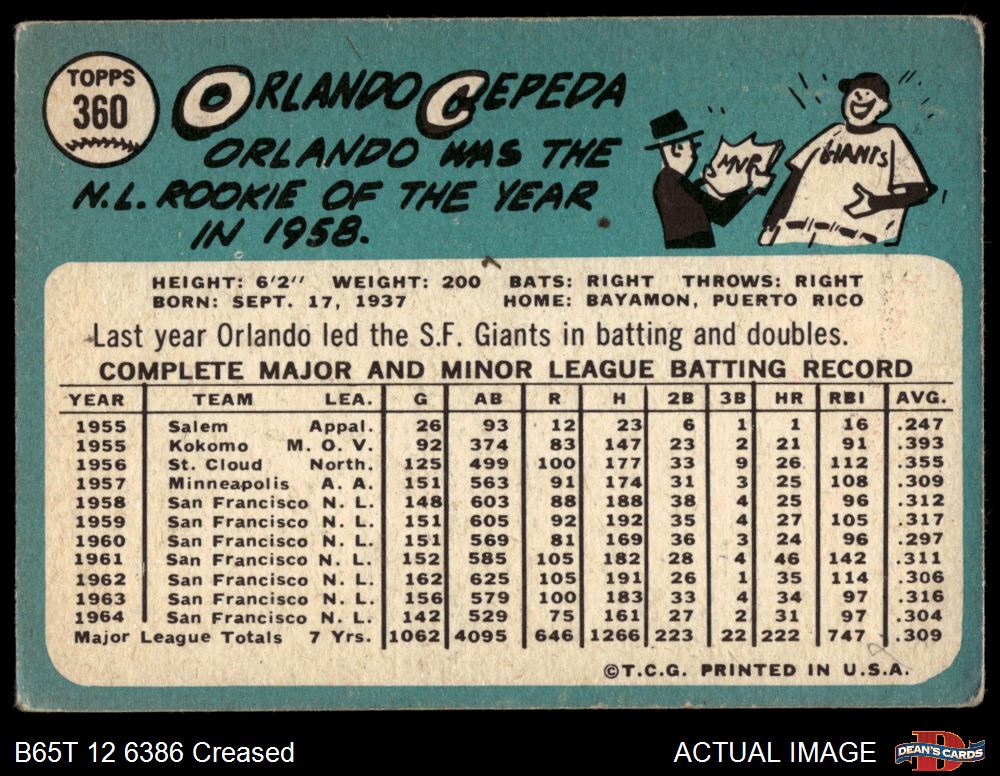 TOPPS
360
ORLANDO CEPEDA
ORLANDO WAS THE
N.L. ROOKIE OF THE YEAR
IN 1958.
MVP
GIANTS
HEIGHT: 6'2" WEIGHT: 200 BATS: RIGHT THROWS: RIGHT
BORN: SEPT. 17, 1937 HOME: BAYAMON, PUERTO RICO
Last year Orlando led the S.F. Giants in batting and doubles.
COMPLETE MAJOR AND MINOR LEAGUE BATTING RECORD
YEAR TEAM LEA. G AB R H 2B 3B HR RBI AVG.
1955 Salem Appal. 26 93 12 23 6 1 1 16 .247
1955 Kokomo M. O. V. 92 374 83 147 23 2 21 91 .393
1956 St. Cloud North. 125 499 100 177 33 9 26 112 .355
1957 Minneapolis A. A. 151 563 91 174 31 3 25 108 .309
1958 San Francisco N. L. 148 603 88 188 38 4 25 96 .312
1959 San Francisco N. L. 151 605 92 192 35 4 27 105 .317
1960 San Francisco N. L. 151 569 81 169 36 3 24 96 .297
1961 San Francisco N. L. 152 585 105 182 28 4 46 142 .311
1962 San Francisco N. L. 162 625 105 191 26 1 35 114 .306
1963 San Francisco N. L. 156 579 100 183 33 4 34 97 .316
1964 San Francisco N. L. 142 529 75 161 27 2 31 97 .304
Major League Totals 7 Yrs. 1062 4095 646 1266 223 22 222 747 .309
©T.C.G. PRINTED IN U.S.A.
B65T 12 6386 Creased
ACTUAL IMAGE
DEAN'S CARDS